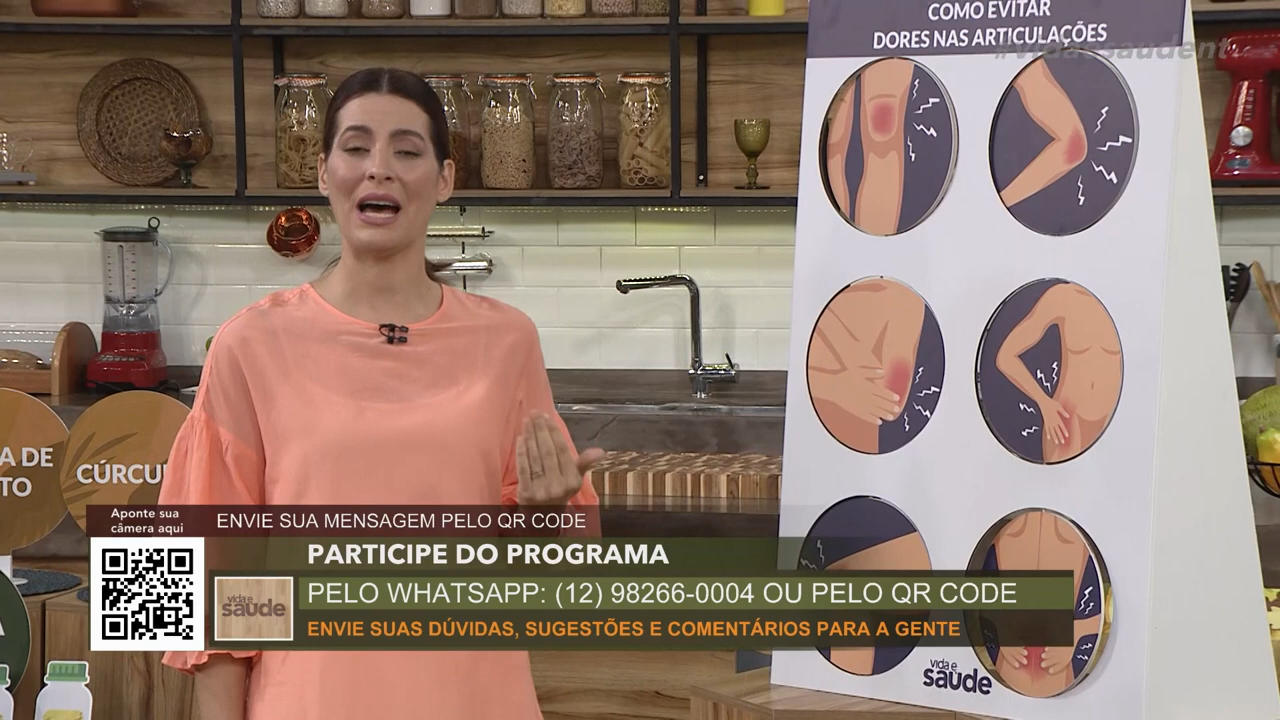 COMO EVITAR
DORES NAS ARTICULAÇÕES
#vidaesaudent
A DE
TO
CÚRCU
Aponte sua
câmera aqui
ENVIE SUA MENSAGEM PELO QR CODE
PARTICIPE DO PROGRAMA
vida e
saúde
PELO WHATSAPP: (12) 98266-0004 OU PELO QR CODE
ENVIE SUAS DÚVIDAS, SUGESTÕES E COMENTÁRIOS PARA A GENTE
vida e
saúde
A